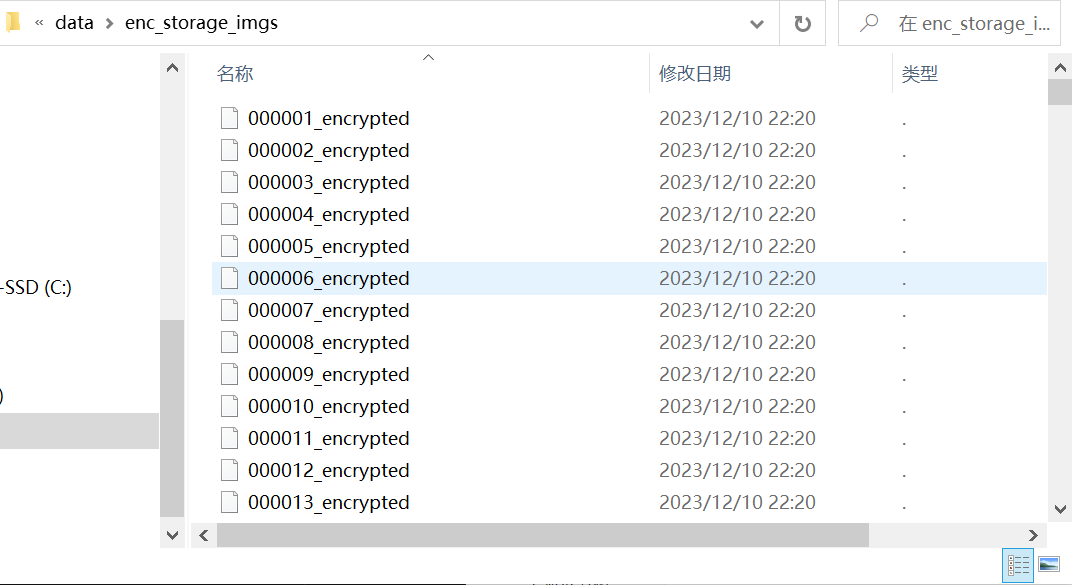 « data > enc_storage_imgs 在 enc_storage_i...
名称 修改日期 类型
000001_encrypted 2023/12/10 22:20 .
000002_encrypted 2023/12/10 22:20 .
000003_encrypted 2023/12/10 22:20 .
000004_encrypted 2023/12/10 22:20 .
000005_encrypted 2023/12/10 22:20 .
000006_encrypted 2023/12/10 22:20 .
-SSD (C:)
000007_encrypted 2023/12/10 22:20 .
000008_encrypted 2023/12/10 22:20 .
000009_encrypted 2023/12/10 22:20 .
)
000010_encrypted 2023/12/10 22:20 .
000011_encrypted 2023/12/10 22:20 .
000012_encrypted 2023/12/10 22:20 .
000013_encrypted 2023/12/10 22:20 .